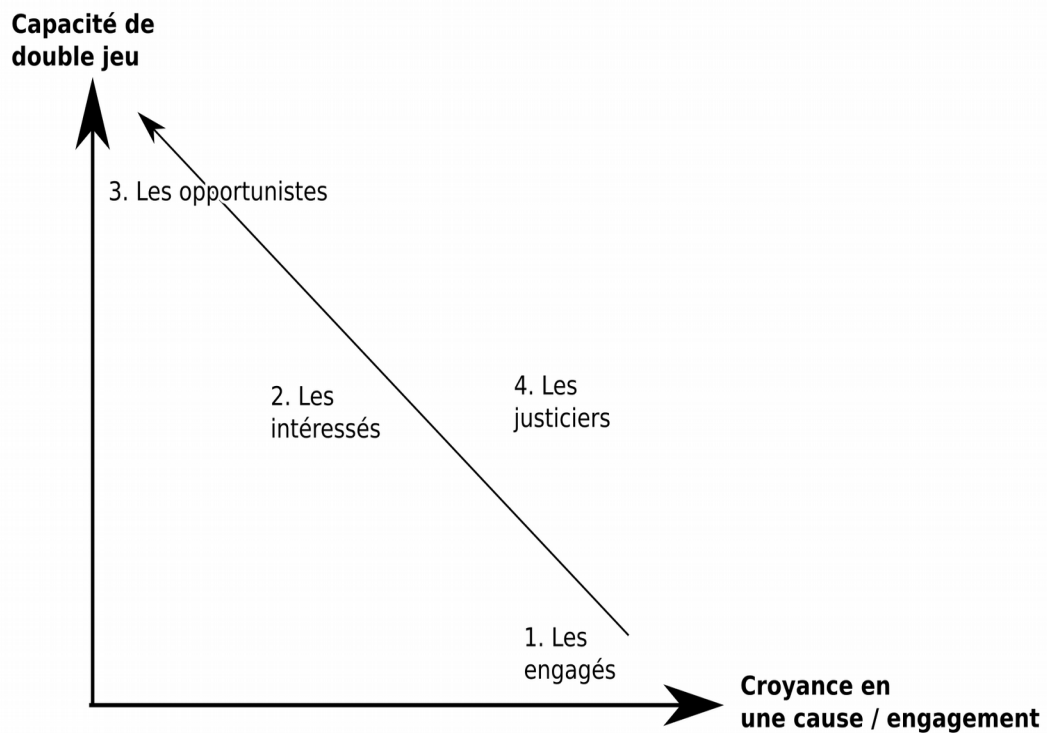 Capacité de
double jeu
3. Les opportunistes
2. Les
intéressés
4. Les
justiciers
1. Les
engagés
Croyance en
une cause / engagement